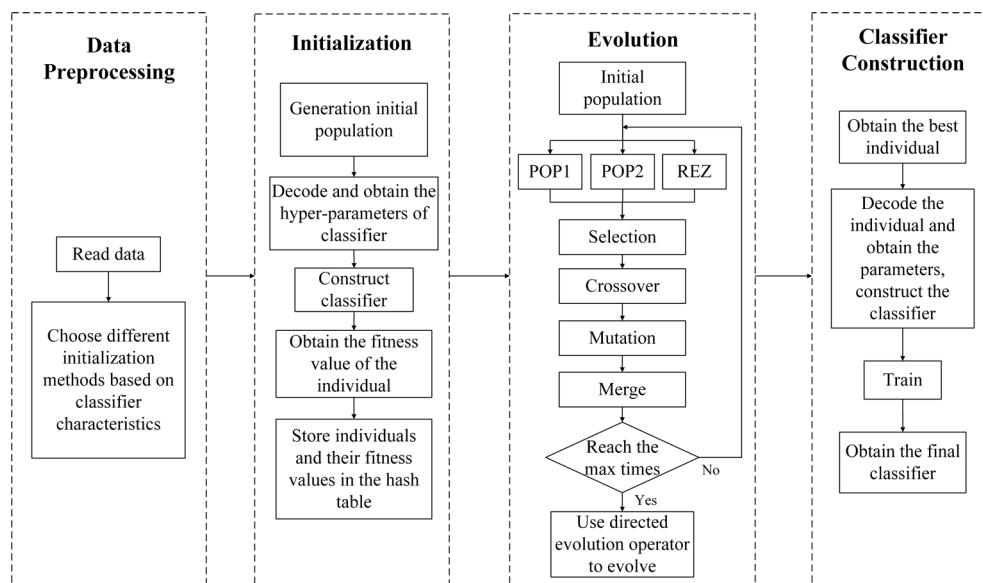 Data
Preprocessing
Read data
Choose different
initialization
methods based on
classifier
characteristics
Initialization
Generation initial
population
Decode and obtain the
hyper-parameters of
classifier
Construct
classifier
Obtain the fitness
value of the
individual
Store individuals
and their fitness
values in the hash
table
Evolution
Initial
population
POP1
POP2
REZ
Selection
Crossover
Mutation
Merge
Reach the
max times
No
Yes
Use directed
evolution operator
to evolve
Classifier
Construction
Obtain the best
individual
Decode the
individual and
obtain the
parameters,
construct the
classifier
Train
Obtain the final
classifier